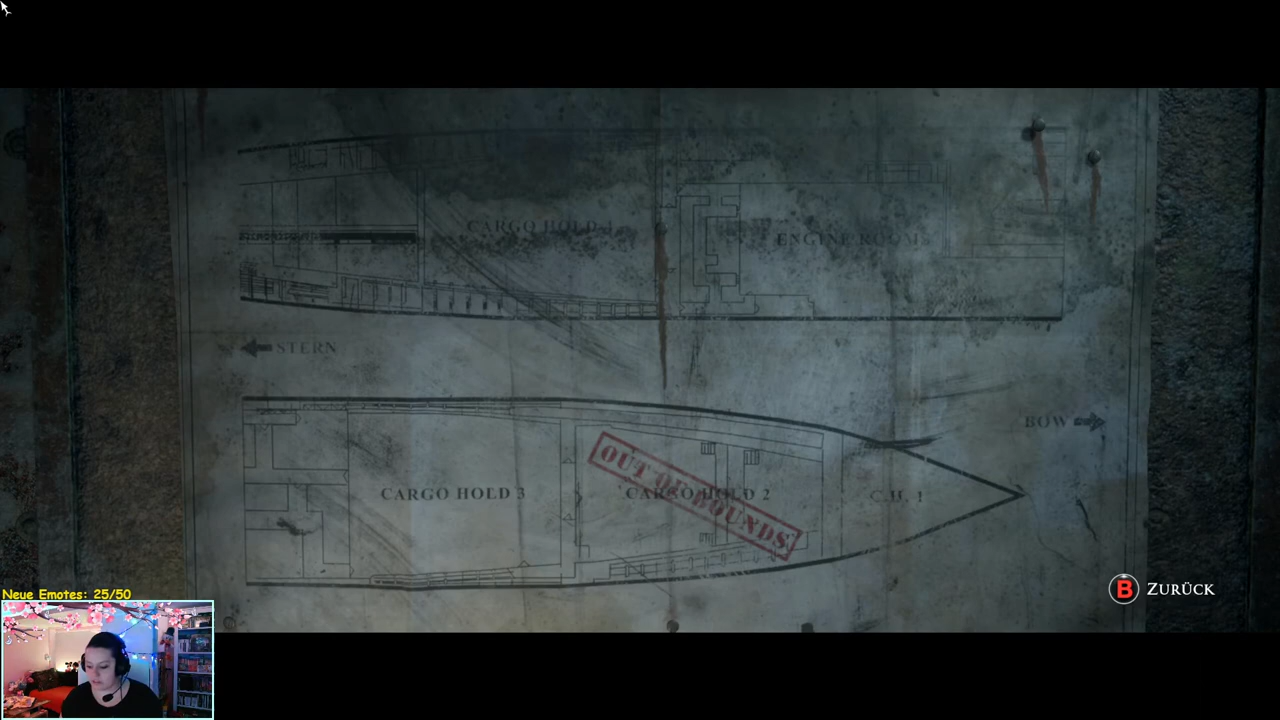 CARGO HOLD 4
ENGINE ROOMS
STERN
BOW
OUT OF BOUNDS
CARGO HOLD 3
CARGO HOLD 2
C.H. 1
B ZURÜCK
Neue Emotes: 25/50